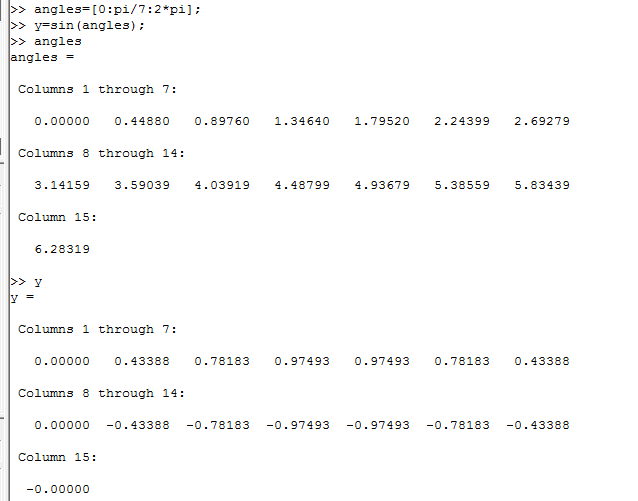 >> angles=[0:pi/7:2*pi];
>> y=sin(angles);
>> angles
angles =
Columns 1 through 7:
0.00000 0.44880 0.89760 1.34640 1.79520 2.24399 2.69279
Columns 8 through 14:
3.14159 3.59039 4.03919 4.48799 4.93679 5.38559 5.83439
Column 15:
6.28319
>> y
y =
Columns 1 through 7:
0.00000 0.43388 0.78183 0.97493 0.97493 0.78183 0.43388
Columns 8 through 14:
0.00000 -0.43388 -0.78183 -0.97493 -0.97493 -0.78183 -0.43388
Column 15:
-0.00000